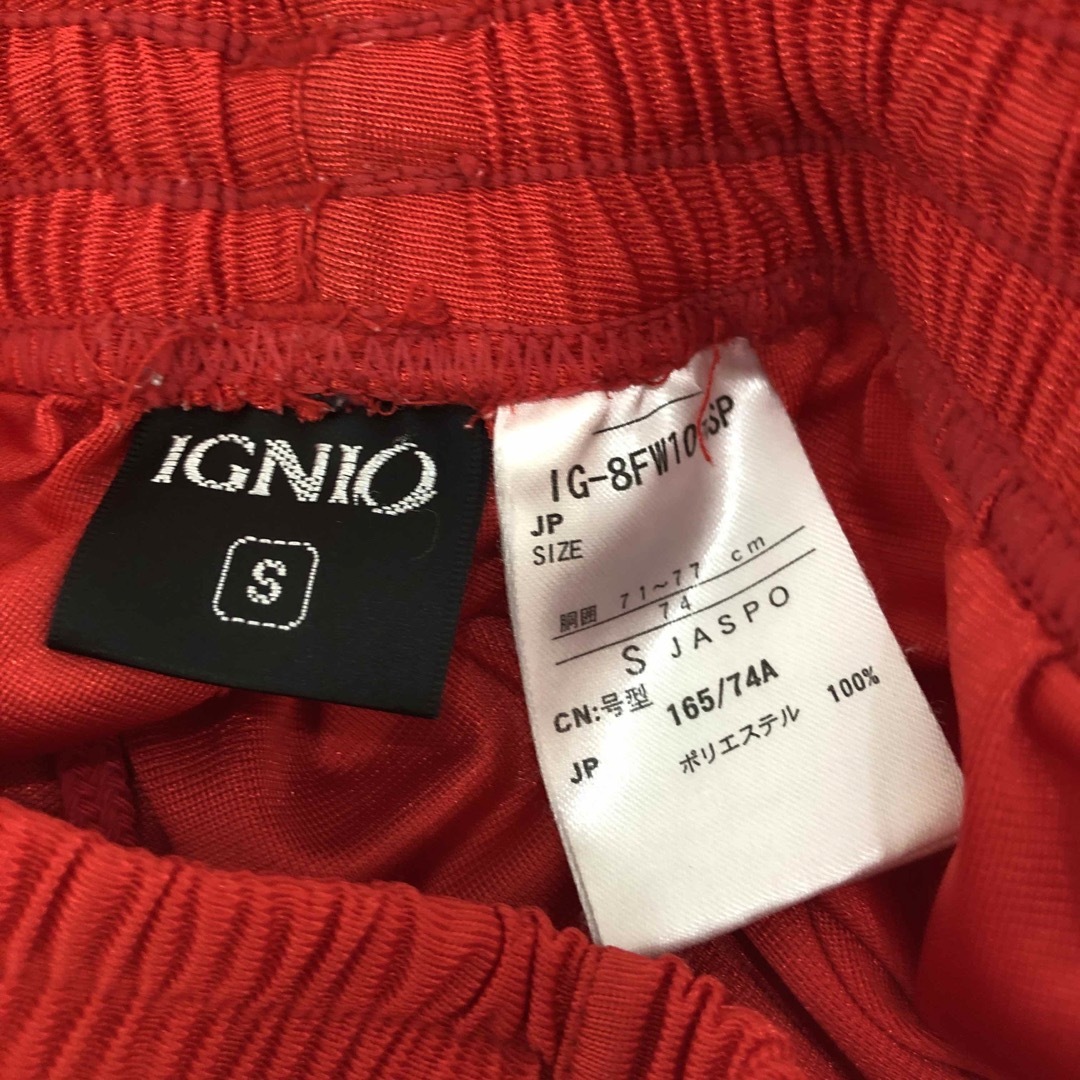 IGNIO
S
IG-8FW10
SP
JP
SIZE
胴囲 71~77 cm
74
S JASPO
CN:号型 165/74A
JP ポリエステル 100%